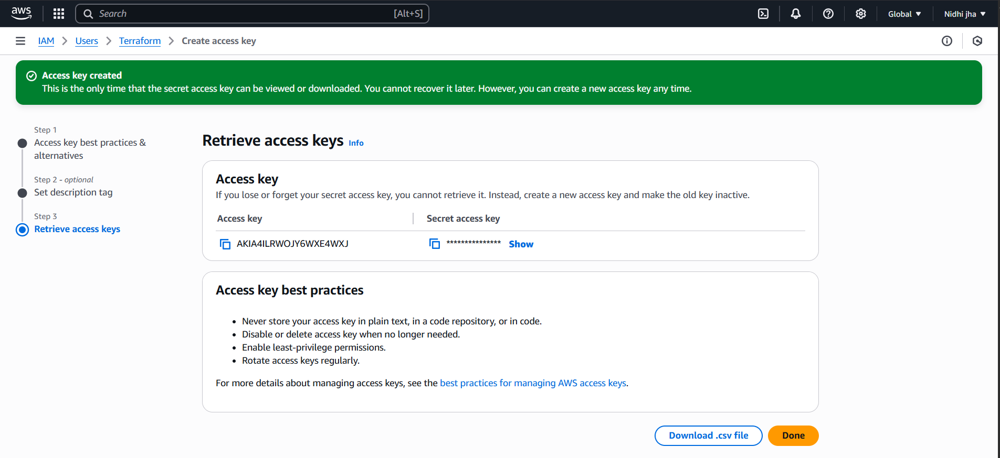 aws
Search [Alt+S]
Global
Nidhi jha
IAM > Users > Terraform > Create access key
Access key created
This is the only time that the secret access key can be viewed or downloaded. You cannot recover it later. However, you can create a new access key any time.
Step 1
Access key best practices &
alternatives
Step 2 - optional
Set description tag
Step 3
Retrieve access keys
Retrieve access keys Info
Access key
If you lose or forget your secret access key, you cannot retrieve it. Instead, create a new access key and make the old key inactive.
Access key
Secret access key
AKIA4ILRWOJY6WXE4WXJ
*************** Show
Access key best practices
• Never store your access key in plain text, in a code repository, or in code.
• Disable or delete access key when no longer needed.
• Enable least-privilege permissions.
• Rotate access keys regularly.
For more details about managing access keys, see the best practices for managing AWS access keys.
Download .csv file
Done